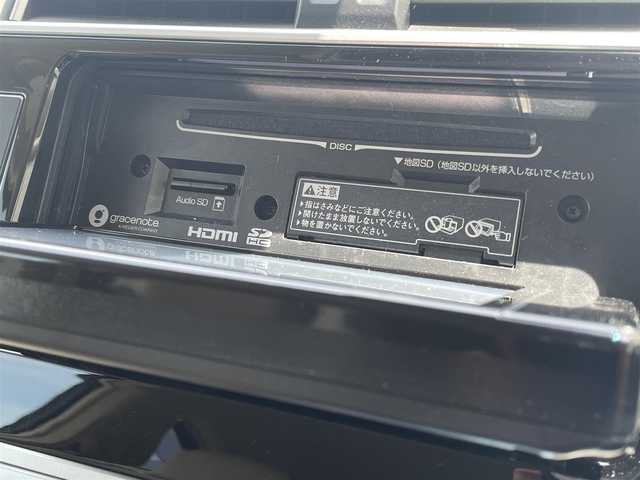 DISC
▼地図SD(地図SD以外を挿入しないでください)
Audio SD
gracenote
HDMI
SD
HC
⚠注意
▶指はさみなどにご注意ください。
▶開けたまま放置しないでください。
▶物を置かないでください。